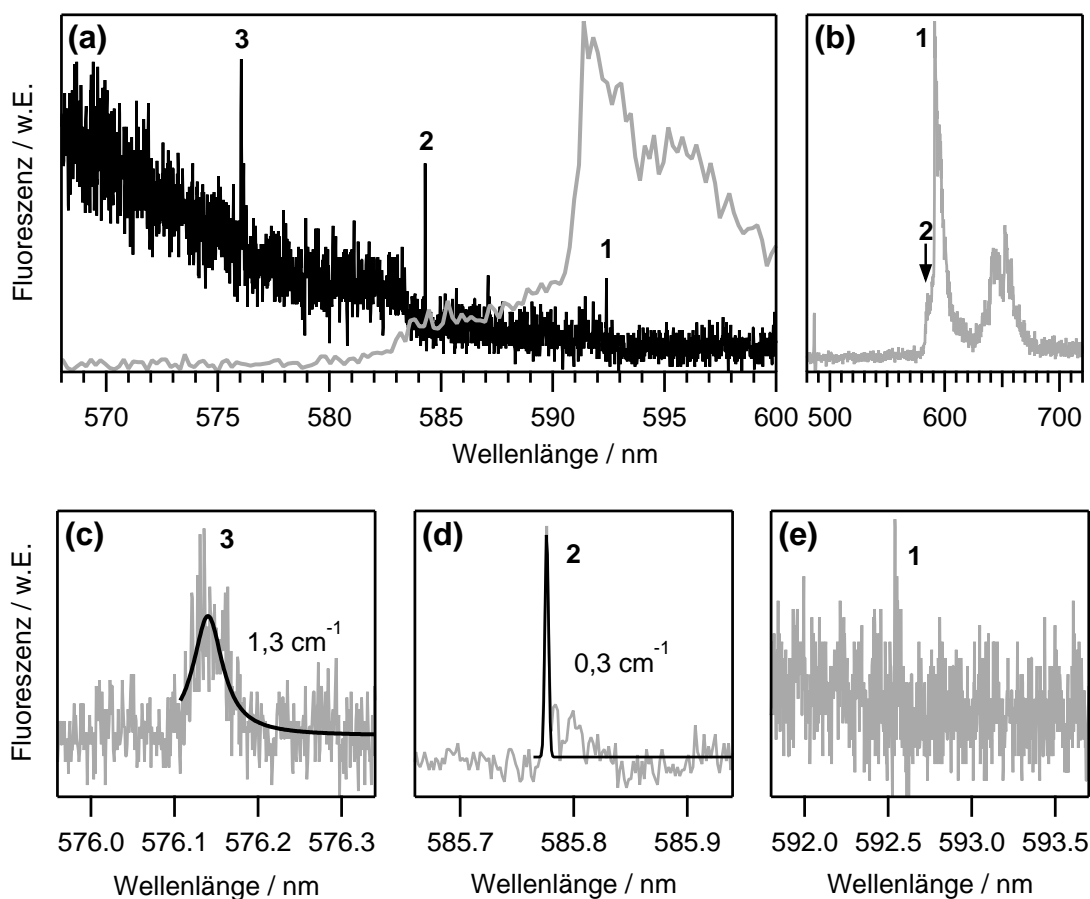 (a)
3
2
1
Fluoreszenz / w.E.
570 575 580 585 590 595 600
(b)
1
2
500 600 700
Wellenlänge / nm
(c)
3
1,3 cm-1
Fluoreszenz / w.E.
576.0 576.1 576.2 576.3
Wellenlänge / nm
(d)
2
0,3 cm-1
585.7 585.8 585.9
Wellenlänge / nm
(e)
1
592.0 592.5 593.0 593.5
Wellenlänge / nm